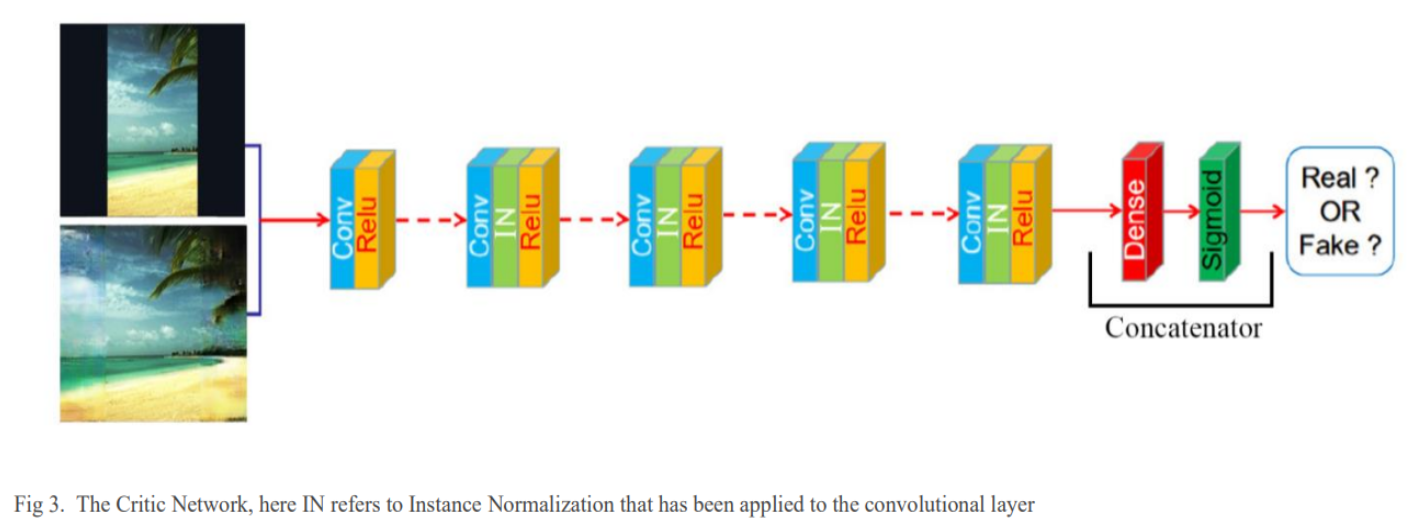 Conv
Relu
Conv
IN
Relu
Conv
IN
Relu
Conv
IN
Relu
Conv
IN
Relu
Dense
Sigmoid
Real ?
OR
Fake ?
Concatenator
Fig 3. The Critic Network, here IN refers to Instance Normalization that has been applied to the convolutional layer